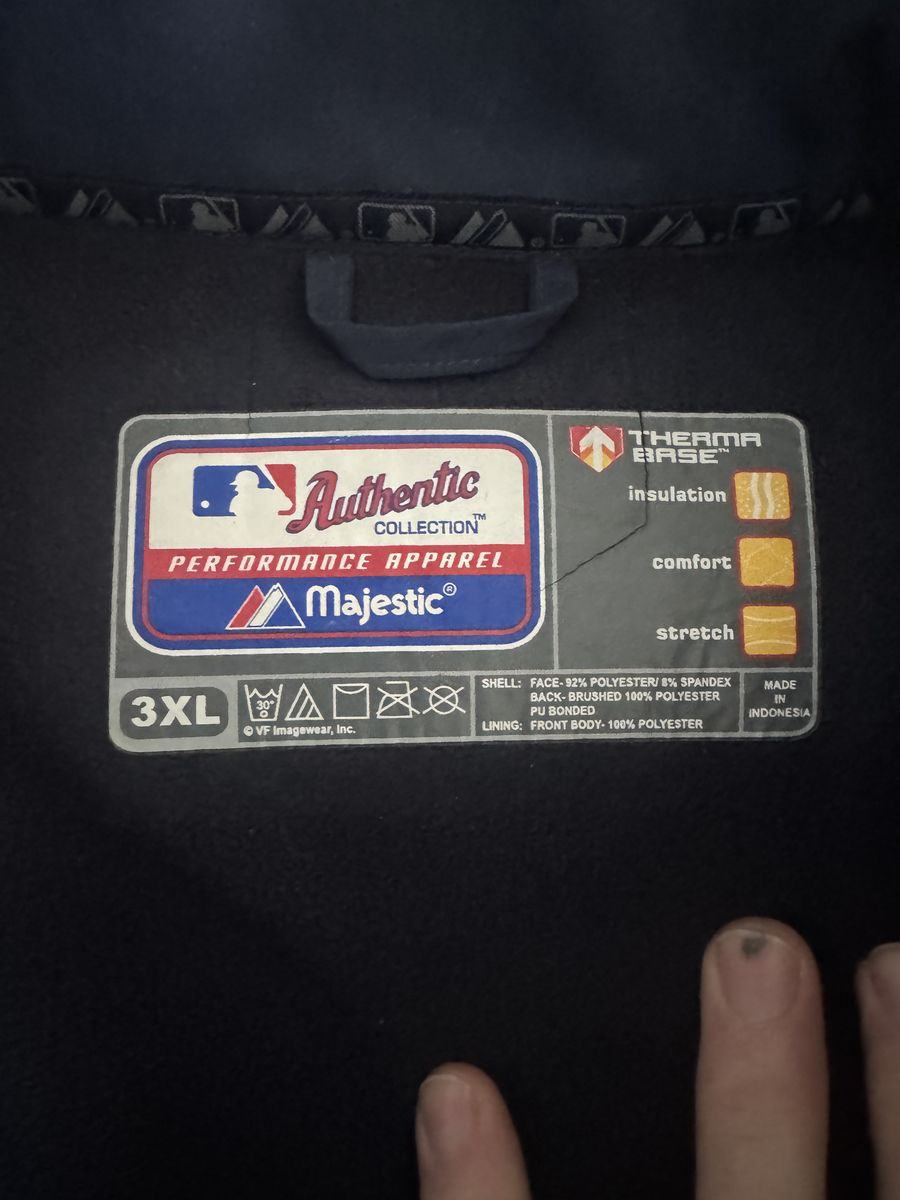 Authentic
COLLECTION™
PERFORMANCE APPAREL
Majestic®
THERMA
BASE™
insulation
comfort
stretch
3XL
30°
© VF Imagewear, Inc.
SHELL: FACE- 92% POLYESTER/ 8% SPANDEX
BACK- BRUSHED 100% POLYESTER
PU BONDED
LINING: FRONT BODY- 100% POLYESTER
MADE
IN
INDONESIA